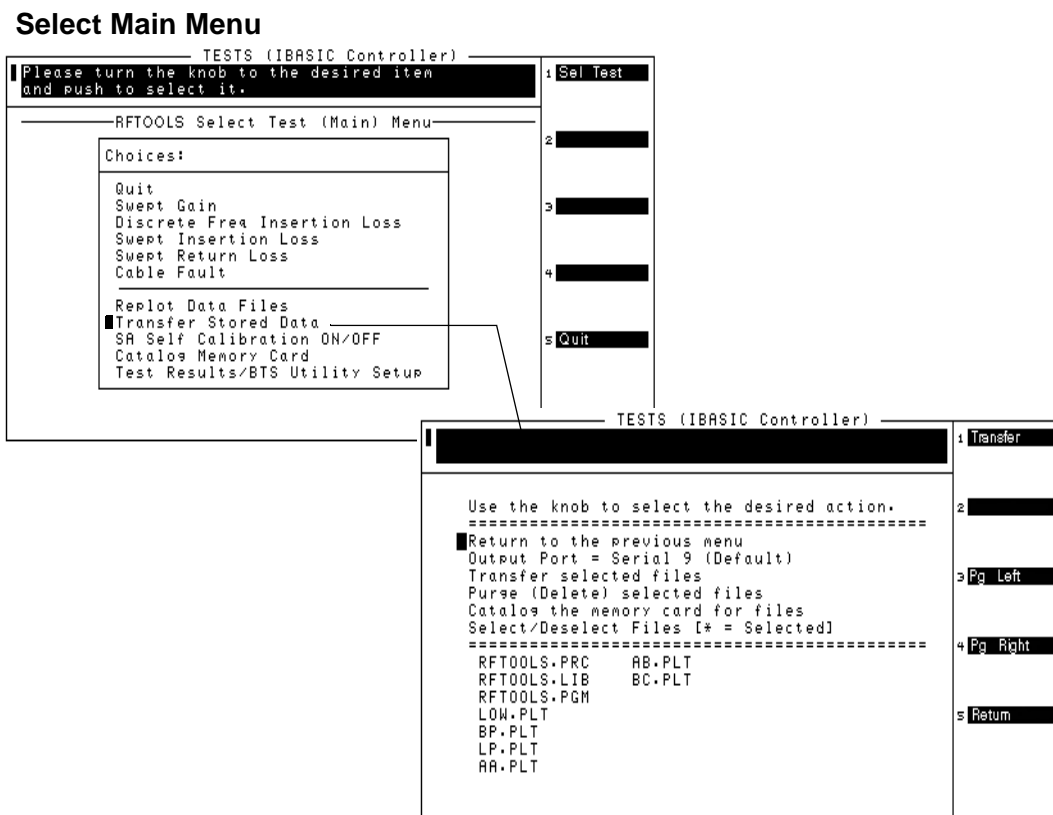 Select Main Menu
TESTS (IBASIC Controller)
Please turn the knob to the desired item
and push to select it.
1 Sel Test
RFTOOLS Select Test (Main) Menu
2
Choices:
Quit
Swept Gain
3
Discrete Freq Insertion Loss
Swept Insertion Loss
Swept Return Loss
Cable Fault
4
Replot Data Files
Transfer Stored Data
SA Self Calibration ON/OFF
5 Quit
Catalog Memory Card
Test Results/BTS Utility Setup
TESTS (IBASIC Controller)
1 Transfer
Use the knob to select the desired action.
2
==============================================
Return to the previous menu
Output Port = Serial 9 (Default)
Transfer selected files
3 Pg Left
Purge (Delete) selected files
Catalog the memory card for files
Select/Deselect Files [* = Selected]
==============================================
4 Pg Right
RFTOOLS.PRC AB.PLT
RFTOOLS.LIB BC.PLT
RFTOOLS.PGM
LOW.PLT
5 Return
BP.PLT
LP.PLT
AA.PLT